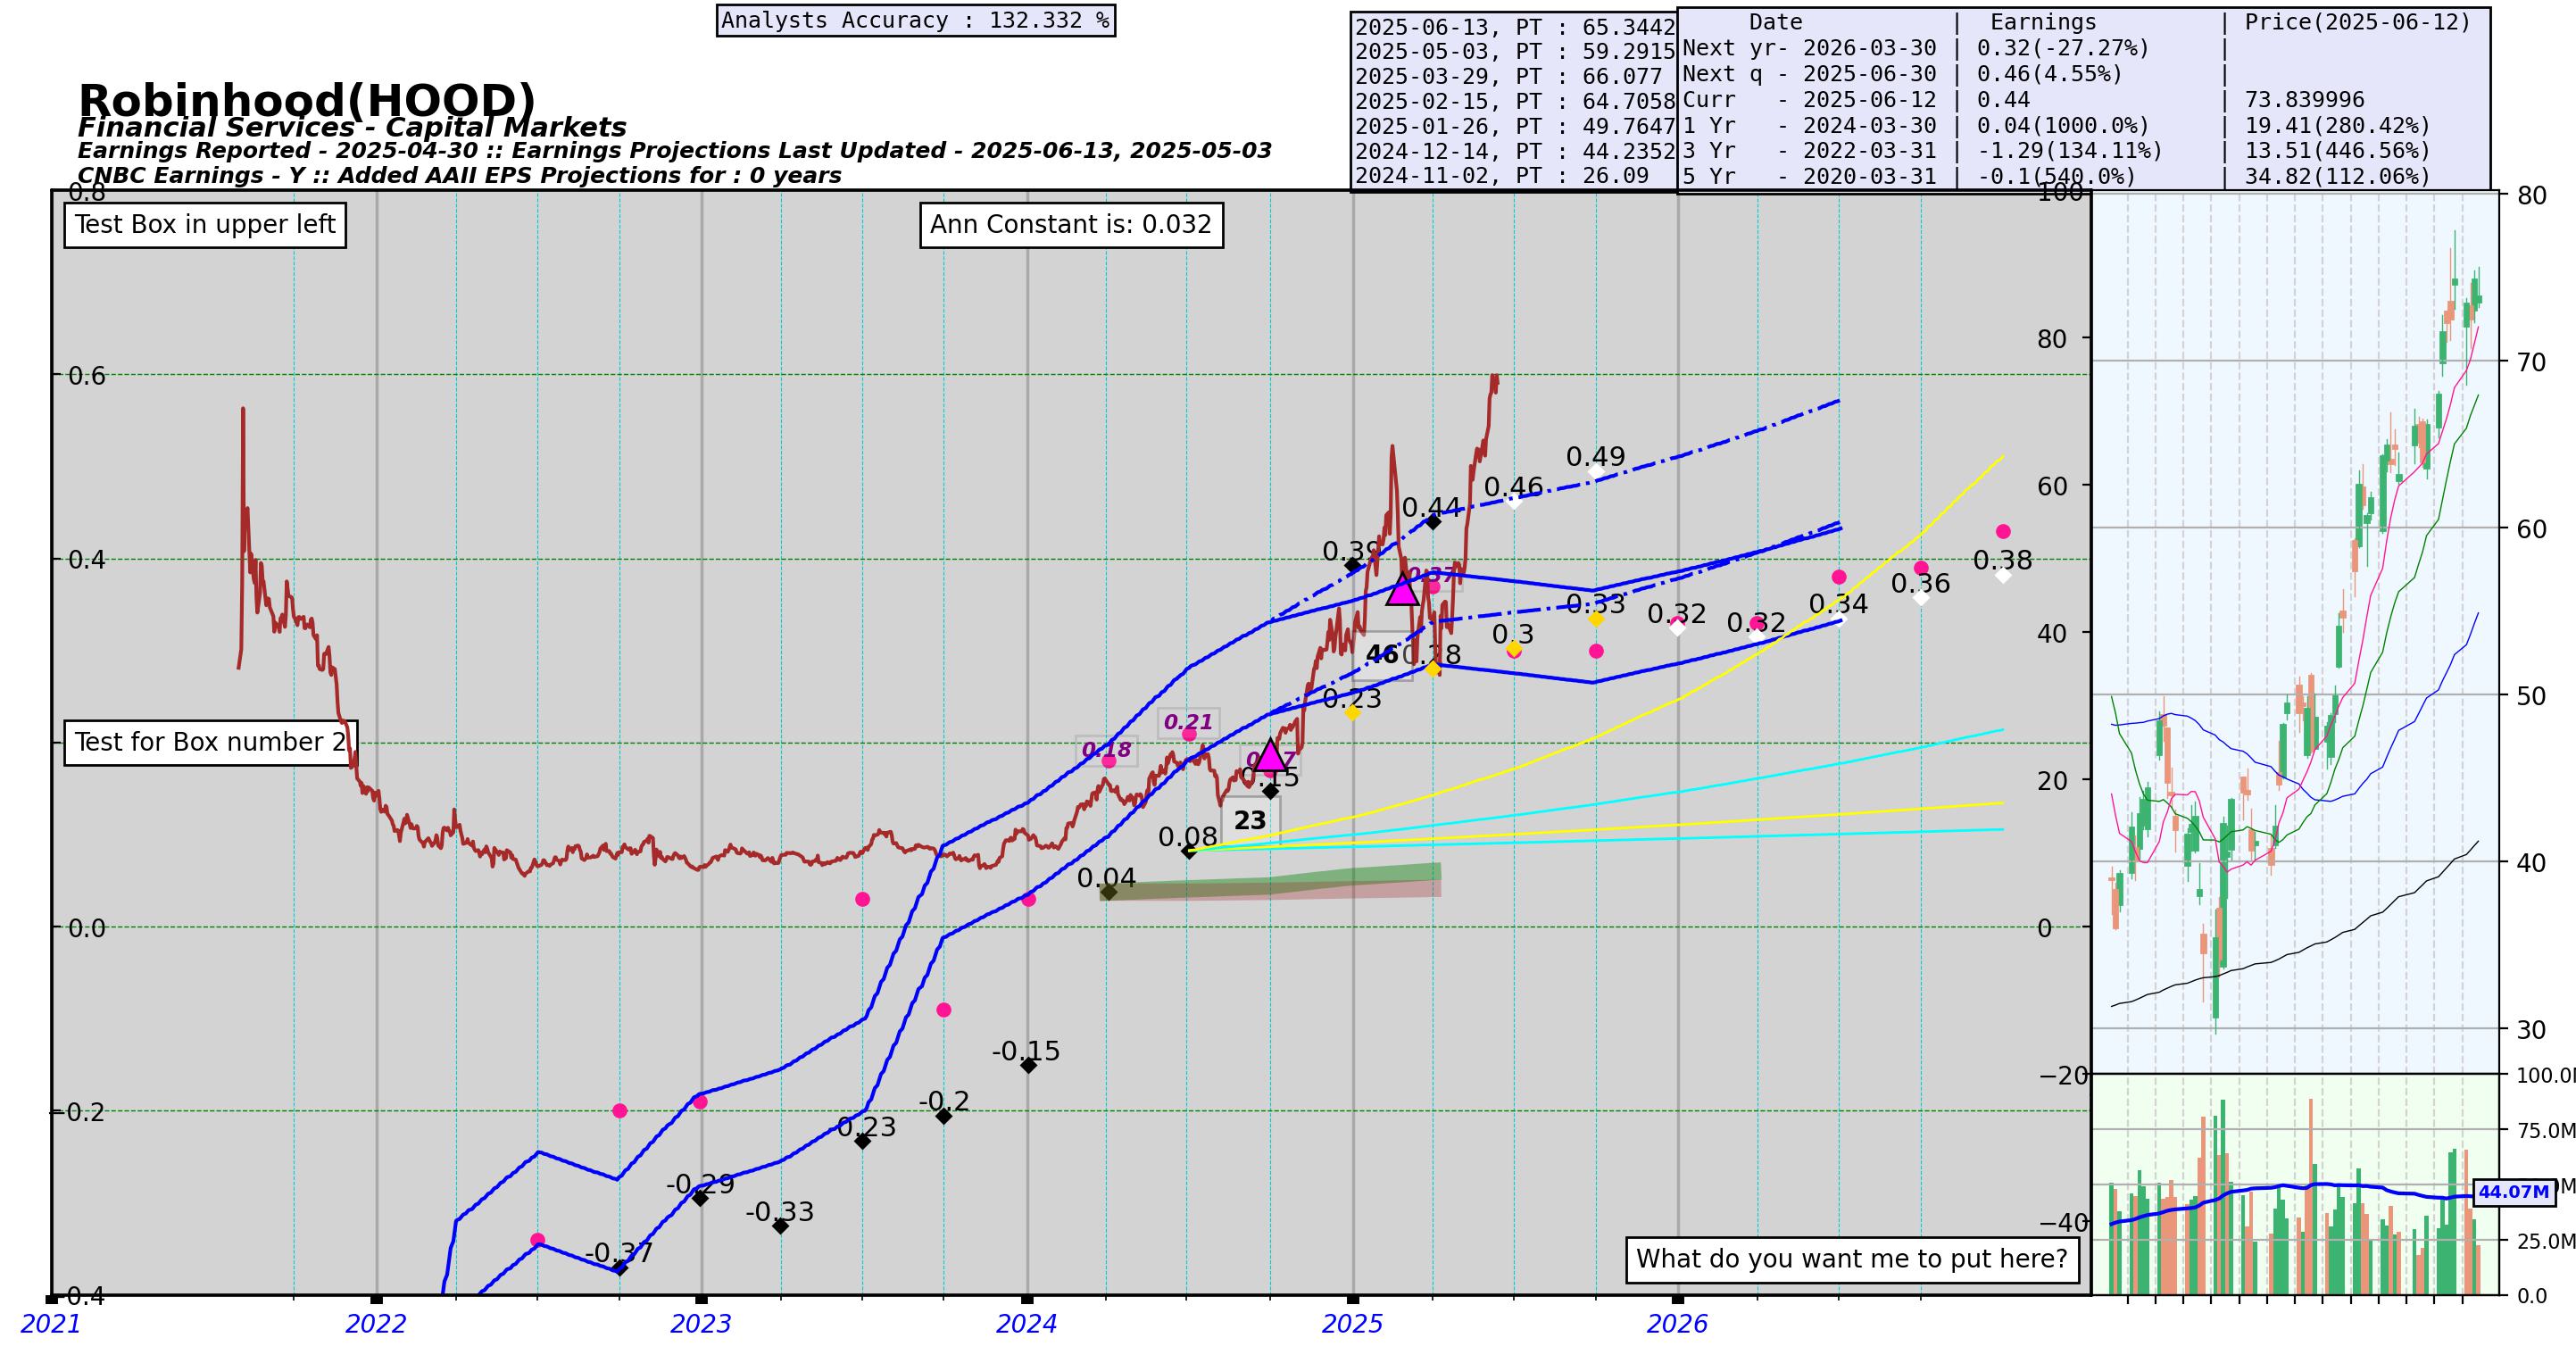 Analysts Accuracy : 132.332 %
2025-06-13, PT : 65.3442
2025-05-03, PT : 59.2915
2025-03-29, PT : 66.077
2025-02-15, PT : 64.7058
2025-01-26, PT : 49.7647
2024-12-14, PT : 44.2352
2024-11-02, PT : 26.09
Date | Earnings | Price(2025-06-12)
Next yr- 2026-03-30 | 0.32(-27.27%) |
Next q - 2025-06-30 | 0.46(4.55%) |
Curr - 2025-06-12 | 0.44 | 73.839996
1 Yr - 2024-03-30 | 0.04(1000.0%) | 19.41(280.42%)
3 Yr - 2022-03-31 | -1.29(134.11%) | 13.51(446.56%)
5 Yr - 2020-03-31 | -0.1(540.0%) | 34.82(112.06%)
Robinhood(HOOD)
Financial Services - Capital Markets
Earnings Reported - 2025-04-30 :: Earnings Projections Last Updated - 2025-06-13, 2025-05-03
CNBC Earnings - Y :: Added AAII EPS Projections for : 0 years
Test Box in upper left
Ann Constant is: 0.032
Test for Box number 2
What do you want me to put here?
0.8
0.6
0.4
0.0
−0.2
−0.4
100
80
60
40
20
0
−20
−40
80
70
60
50
40
30
100.0
75.0M
44.07M
25.0M
0.0
0.49
0.46
0.44
0.39
0.37
0.38
0.36
0.34
0.33
0.32
0.32
0.3
0.28
46
0.23
0.21
0.18
0.15
23
0.08
0.04
-0.15
-0.2
-0.29
-0.33
-0.37
2021
2022
2023
2024
2025
2026